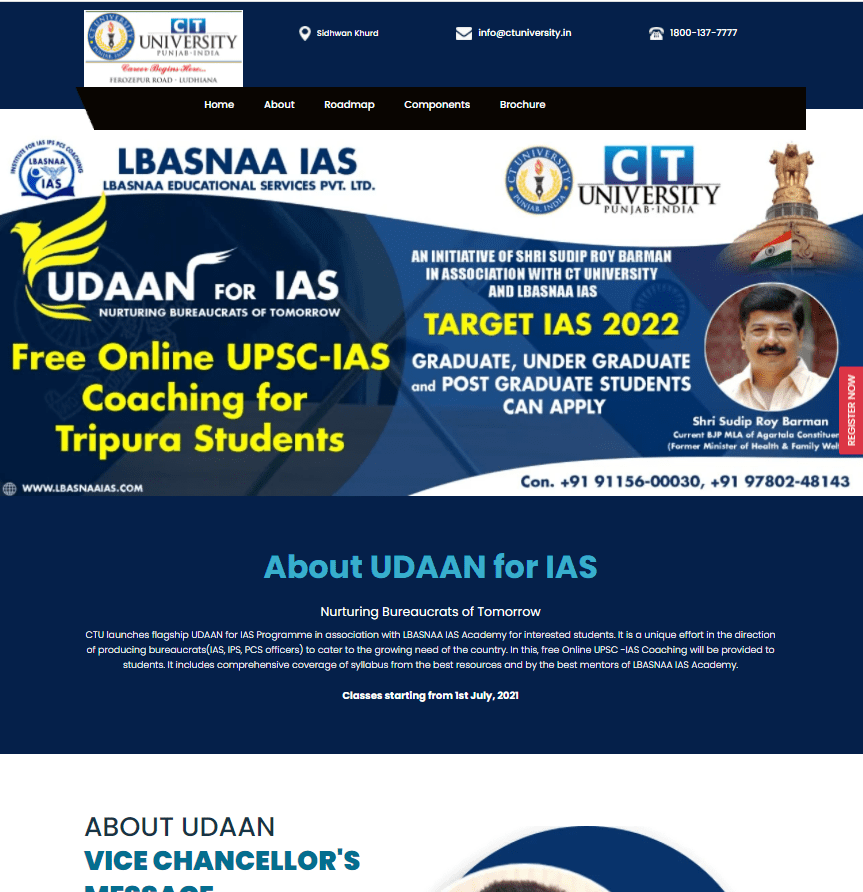 CT UNIVERSITY
PUNJAB-INDIA
Career Begins Here...
FEROZEPUR ROAD - LUDHIANA
Sidhwan Khurd
info@ctuniversity.in
1800-137-7777
Home About Roadmap Components Brochure
INSTITUTE FOR IAS IPS PCS COACHING
LBASNAA
IAS
LBASNAA IAS
LBASNAA EDUCATIONAL SERVICES PVT. LTD.
CT UNIVERSITY
PUNJAB, INDIA
CT
UNIVERSITY
PUNJAB-INDIA
UDAAN FOR IAS
NURTURING BUREAUCRATS OF TOMORROW
Free Online UPSC-IAS
Coaching for
Tripura Students
AN INITIATIVE OF SHRI SUDIP ROY BARMAN
IN ASSOCIATION WITH CT UNIVERSITY
AND LBASNAA IAS
TARGET IAS 2022
GRADUATE, UNDER GRADUATE
and POST GRADUATE STUDENTS
CAN APPLY
Shri Sudip Roy Barman
Current BJP MLA of Agartala Constituen
(Former Minister of Health & Family Wel
REGISTER NOW
WWW.LBASNAAIAS.COM
Con. +91 91156-00030, +91 97802-48143
About UDAAN for IAS
Nurturing Bureaucrats of Tomorrow
CTU launches flagship UDAAN for IAS Programme in association with LBASNAA IAS Academy for interested students. It is a unique effort in the direction
of producing bureaucrats(IAS, IPS, PCS officers) to cater to the growing need of the country. In this, free Online UPSC -IAS Coaching will be provided to
students. It includes comprehensive coverage of syllabus from the best resources and by the best mentors of LBASNAA IAS Academy.
Classes starting from 1st July, 2021
ABOUT UDAAN
VICE CHANCELLOR'S
MESSAGE